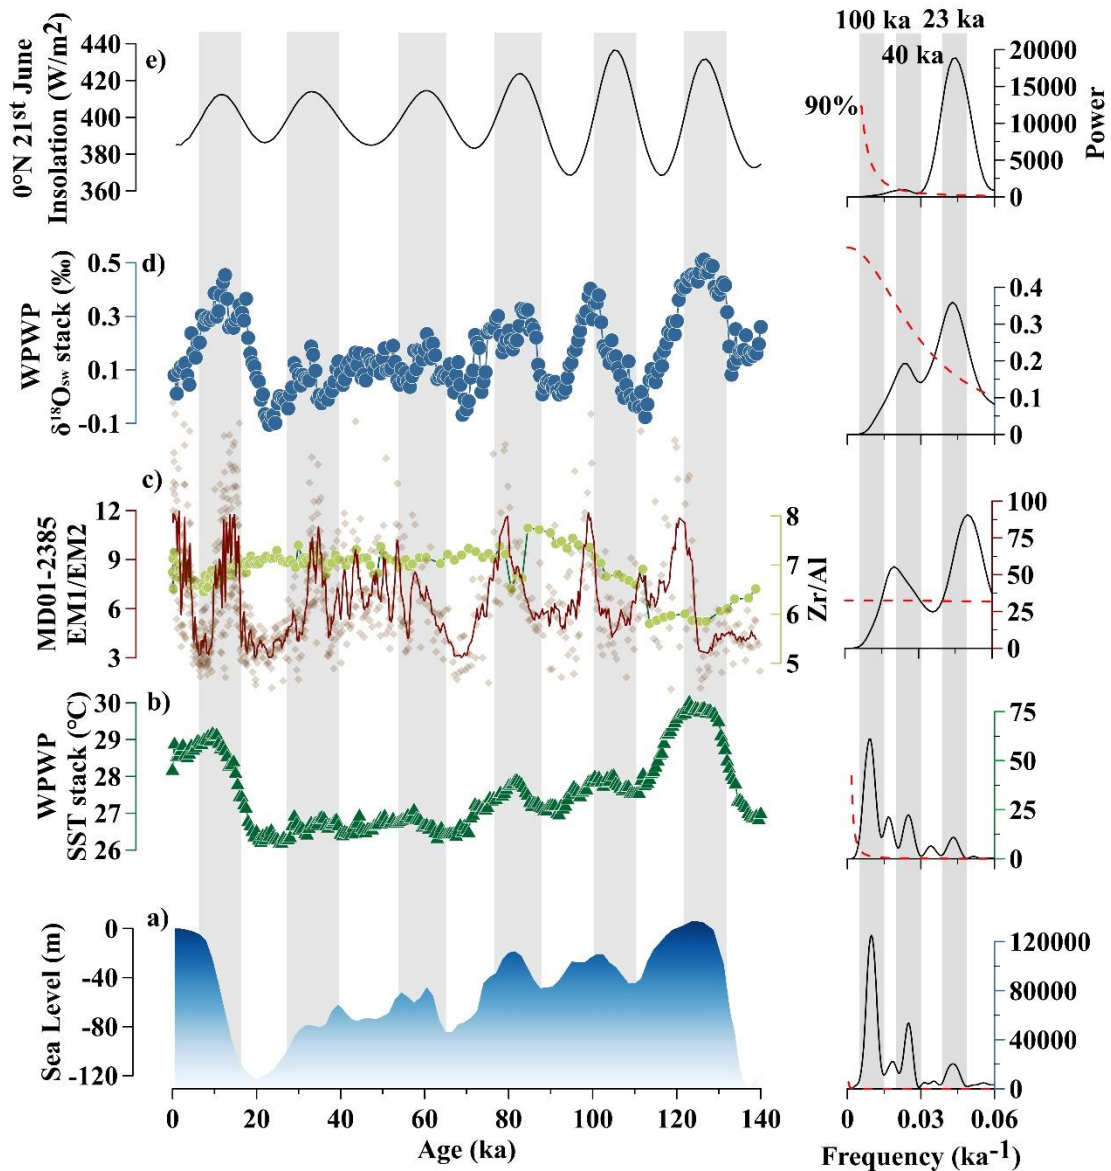 100 ka 23 ka
40 ka
e)
0°N 21st June
Insolation (W/m²)
440
420
400
380
360
90%
20000
15000
10000
5000
0
Power
d)
WPWP
δ¹⁸Osw stack (‰)
0.5
0.3
0.1
-0.1
0.4
0.3
0.2
0.1
0
c)
MD01-2385
EM1/EM2
12
9
6
3
8
7
6
5
Zr/Al
100
75
50
25
0
b)
WPWP
SST stack (°C)
30
29
28
27
26
75
50
25
0
a)
Sea Level (m)
0
-40
-80
-120
120000
80000
40000
0
0 20 40 60 80 100 120 140
Age (ka)
0 0.03 0.06
Frequency (ka⁻¹)